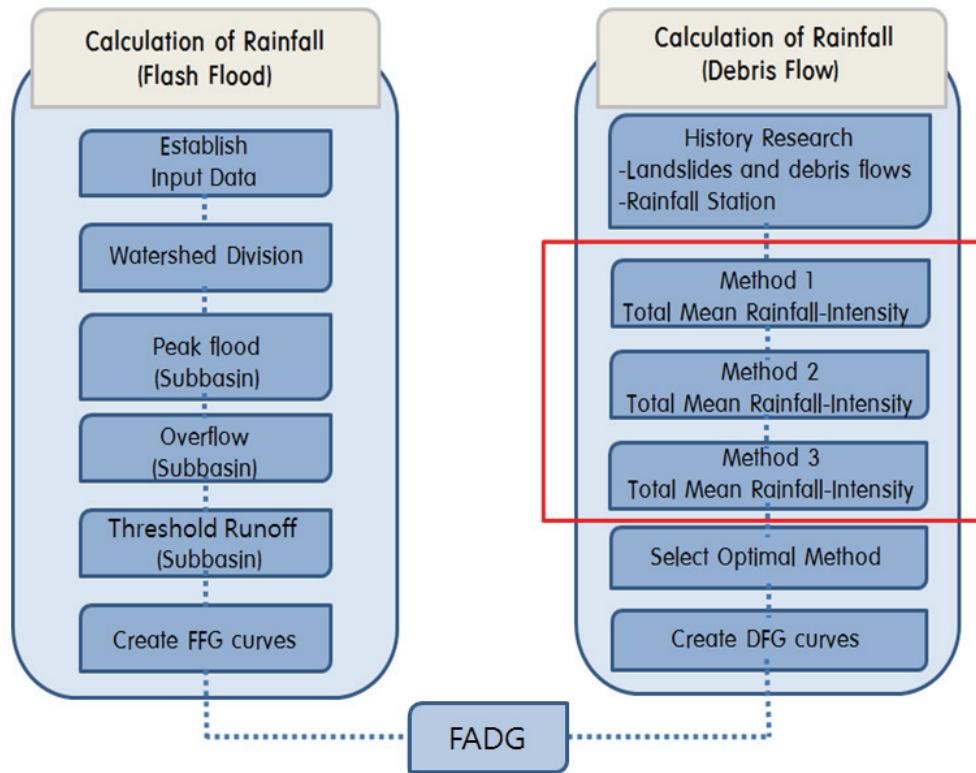 Calculation of Rainfall
(Flash Flood)
Establish
Input Data
Watershed Division
Peak flood
(Subbasin)
Overflow
(Subbasin)
Threshold Runoff
(Subbasin)
Create FFG curves
Calculation of Rainfall
(Debris Flow)
History Research
-Landslides and debris flows
-Rainfall Station
Method 1
Total Mean Rainfall-Intensity
Method 2
Total Mean Rainfall-Intensity
Method 3
Total Mean Rainfall-Intensity
Select Optimal Method
Create DFG curves
FADG